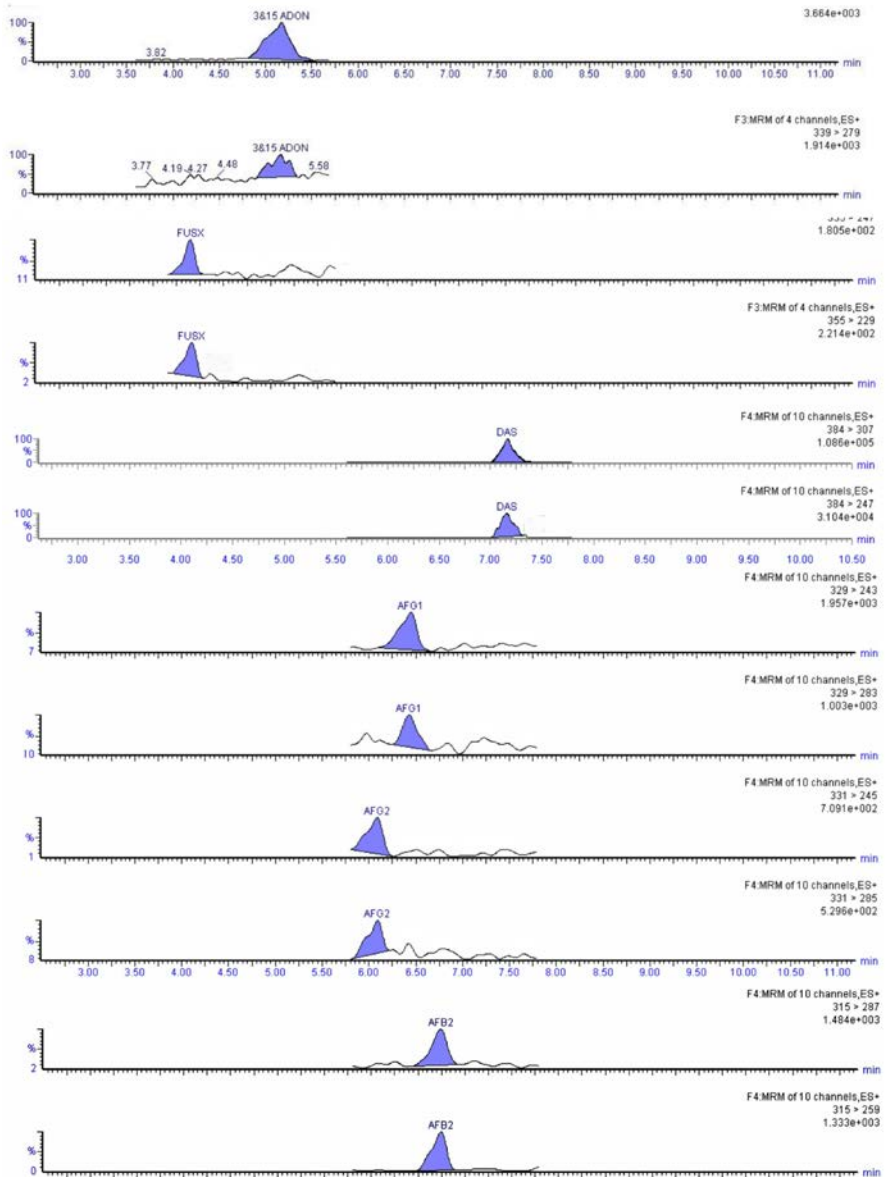 3.664e+003
100
3&15 ADON
%
3.82
0
3.00 3.50 4.00 4.50 5.00 5.50 6.00 6.50 7.00 7.50 8.00 8.50 9.00 9.50 10.00 10.50 11.00 min
F3:MRM of 4 channels,ES+
339 > 279
1.914e+003
100
3&15 ADON
%
3.77 4.19 4.27 4.48 5.58
0
min
1.805e+002
FUSX
%
11
min
F3:MRM of 4 channels,ES+
355 > 229
2.214e+002
FUSX
%
2
min
F4:MRM of 10 channels,ES+
384 > 307
1.086e+005
100
DAS
%
0
min
F4:MRM of 10 channels,ES+
384 > 247
3.104e+004
100
DAS
%
0
min
3.00 3.50 4.00 4.50 5.00 5.50 6.00 6.50 7.00 7.50 8.00 8.50 9.00 9.50 10.00 10.50
F4:MRM of 10 channels,ES+
329 > 243
1.957e+003
AFG1
%
7
min
F4:MRM of 10 channels,ES+
329 > 283
1.003e+003
AFG1
%
10
min
F4:MRM of 10 channels,ES+
331 > 245
7.091e+002
AFG2
%
1
min
F4:MRM of 10 channels,ES+
331 > 285
5.296e+002
AFG2
%
8
min
3.00 3.50 4.00 4.50 5.00 5.50 6.00 6.50 7.00 7.50 8.00 8.50 9.00 9.50 10.00 10.50 11.00
F4:MRM of 10 channels,ES+
315 > 287
1.484e+003
AFB2
%
2
min
F4:MRM of 10 channels,ES+
315 > 259
1.333e+003
AFB2
%
0
min